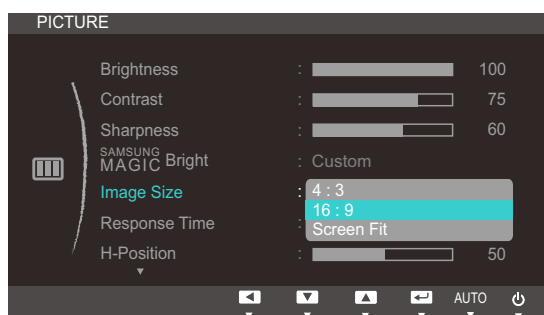 PICTURE
Brightness : 100
Contrast : 75
Sharpness : 60
SAMSUNG
MAGIC Bright : Custom
Image Size : 4 : 3
16 : 9
Response Time :
Screen Fit
H-Position : 50
AUTO